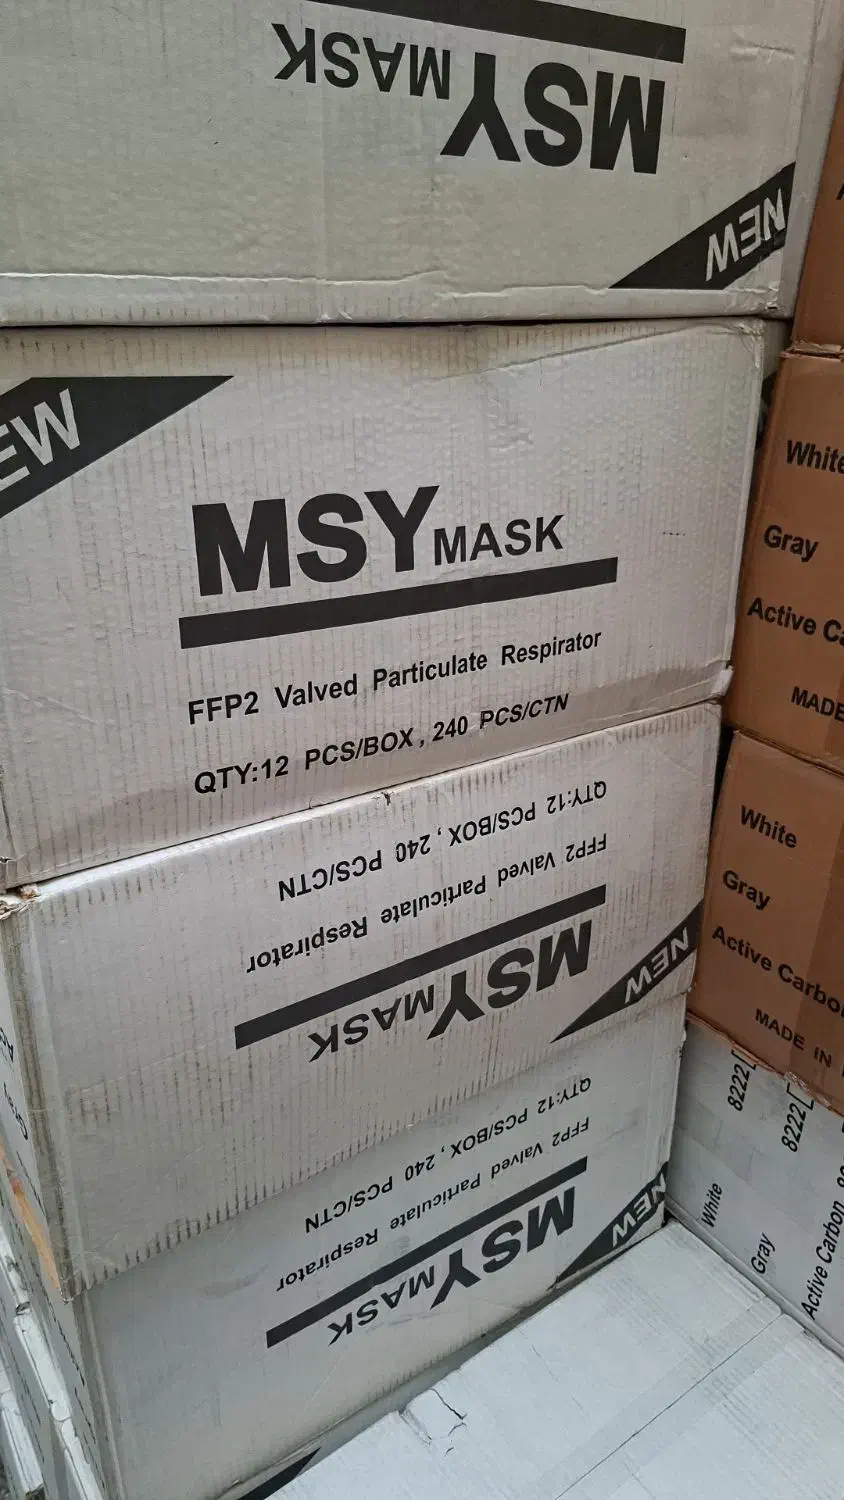 MSY MASK
NEW
NEW
MSY MASK
FFP2 Valved Particulate Respirator
QTY:12 PCS/BOX , 240 PCS/CTN
QTY:12 PCS/BOX , 240 PCS/CTN
FFP2 Valved Particulate Respirator
MSY MASK
NEW
QTY:12 PCS/BOX , 240 PCS/CTN
FFP2 Valved Particulate Respirator
MSY MASK
NEW
White
Gray
Active Ca
MADE
White
Gray
Active Carbo
MADE IN
8222
8222
White
Gray
Active Carbon